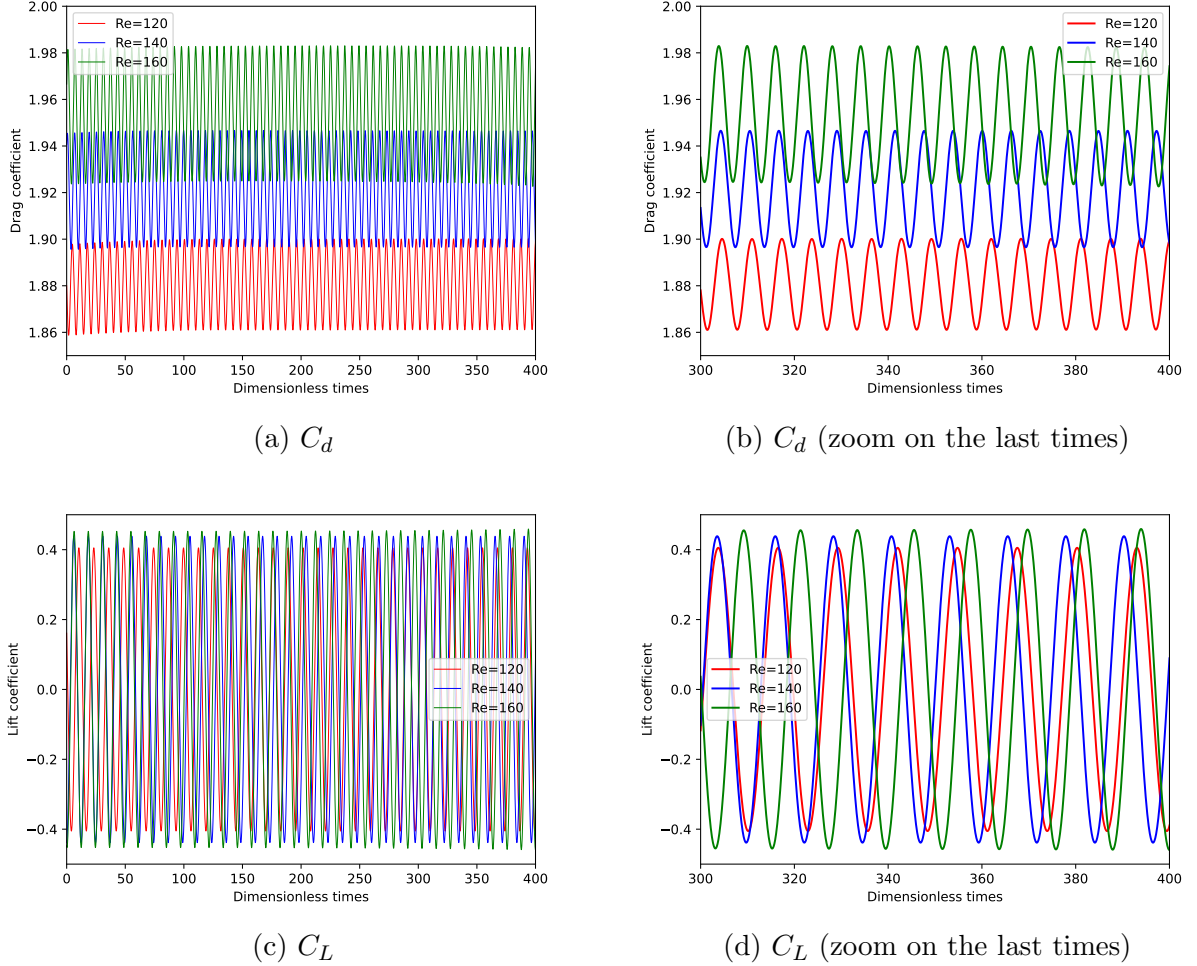 2.00
1.98
1.96
1.94
1.92
1.90
1.88
1.86
Drag coefficient
Re=120
Re=140
Re=160
0 50 100 150 200 250 300 350 400
Dimensionless times
(a) C_d
2.00
1.98
1.96
1.94
1.92
1.90
1.88
1.86
Drag coefficient
Re=120
Re=140
Re=160
300 320 340 360 380 400
Dimensionless times
(b) C_d (zoom on the last times)
0.4
0.2
0.0
−0.2
−0.4
Lift coefficient
Re=120
Re=140
Re=160
0 50 100 150 200 250 300 350 400
Dimensionless times
(c) C_L
0.4
0.2
0.0
−0.2
−0.4
Lift coefficient
Re=120
Re=140
Re=160
300 320 340 360 380 400
Dimensionless times
(d) C_L (zoom on the last times)